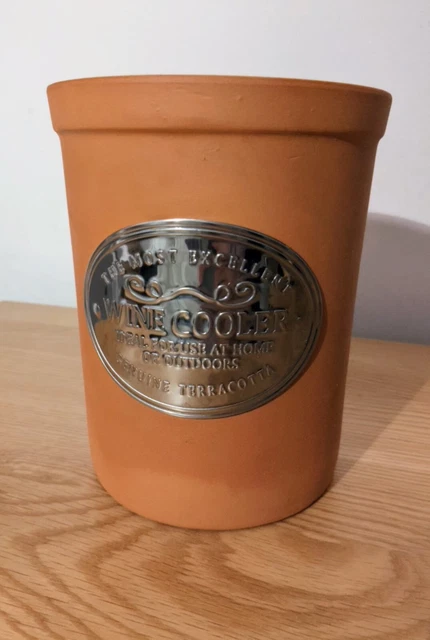 THE MOST EXCELLENT
WINE COOLER
IDEAL FOR USE AT HOME
OR OUTDOORS
GENUINE TERRACOTTA